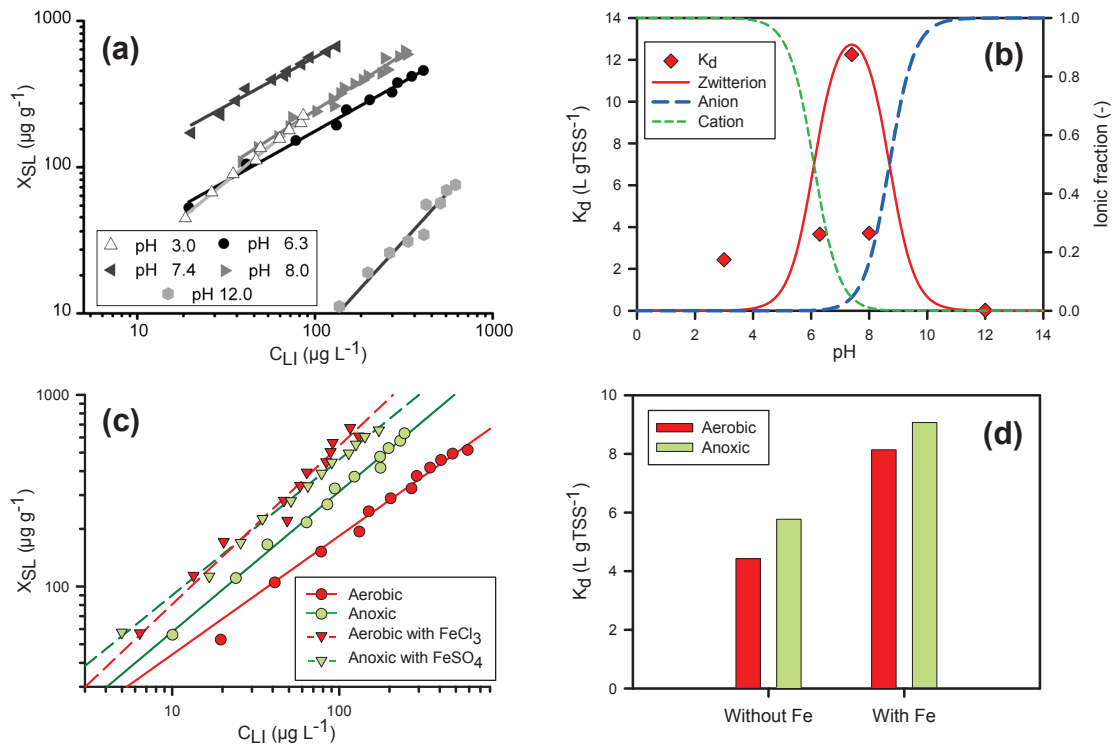 (a)
1000
100
10
X_SL (µg g⁻¹)
pH 3.0
pH 6.3
pH 7.4
pH 8.0
pH 12.0
10
100
1000
C_LI (µg L⁻¹)
(b)
14
12
10
8
6
4
2
0
K_d (L gTSS⁻¹)
K_d
Zwitterion
Anion
Cation
1.0
0.8
0.6
0.4
0.2
0.0
Ionic fraction (-)
0 2 4 6 8 10 12 14
pH
(c)
1000
100
X_SL (µg g⁻¹)
Aerobic
Anoxic
Aerobic with FeCl₃
Anoxic with FeSO₄
10
100
C_LI (µg L⁻¹)
(d)
10
8
6
4
2
0
K_d (L gTSS⁻¹)
Aerobic
Anoxic
Without Fe
With Fe